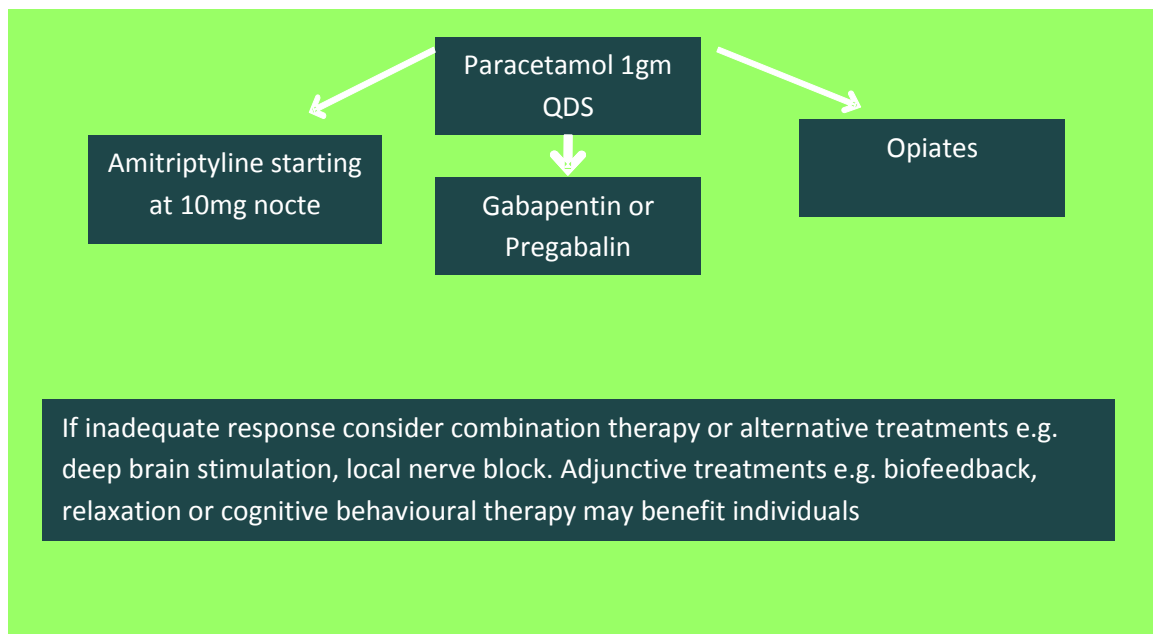 Paracetamol 1gm
QDS
Amitriptyline starting
at 10mg nocte
Gabapentin or
Pregabalin
Opiates
If inadequate response consider combination therapy or alternative treatments e.g.
deep brain stimulation, local nerve block. Adjunctive treatments e.g. biofeedback,
relaxation or cognitive behavioural therapy may benefit individuals